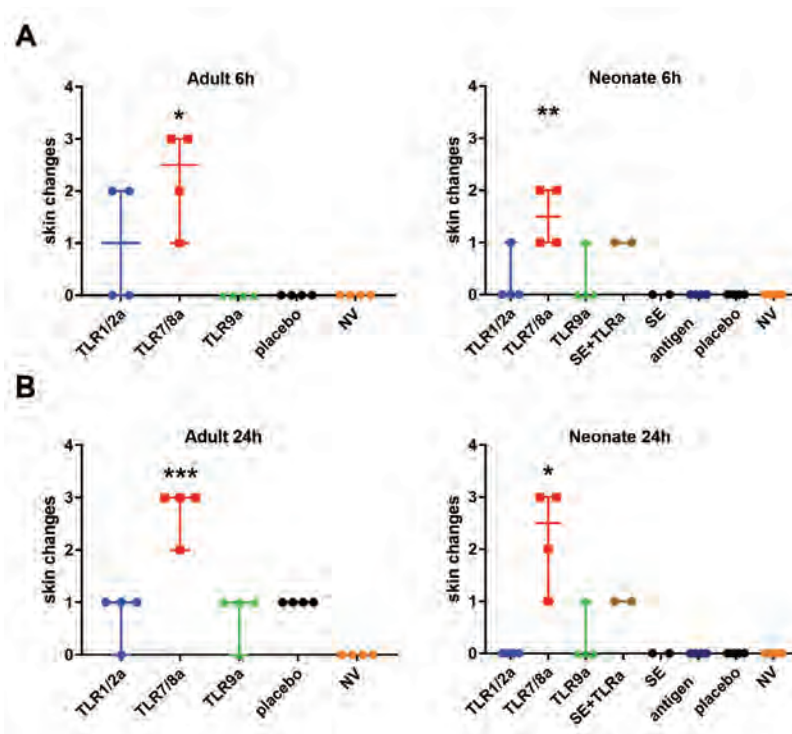 A
Adult 6h
Neonate 6h
skin changes
4
3
2
1
0
*
TLR1/2a
TLR7/8a
TLR9a
placebo
NV
skin changes
4
3
2
1
0
**
TLR1/2a
TLR7/8a
TLR9a
SE+TLRa
SE
antigen
placebo
NV
B
Adult 24h
Neonate 24h
skin changes
4
3
2
1
0
***
TLR1/2a
TLR7/8a
TLR9a
placebo
NV
skin changes
4
3
2
1
0
*
TLR1/2a
TLR7/8a
TLR9a
SE+TLRa
SE
antigen
placebo
NV